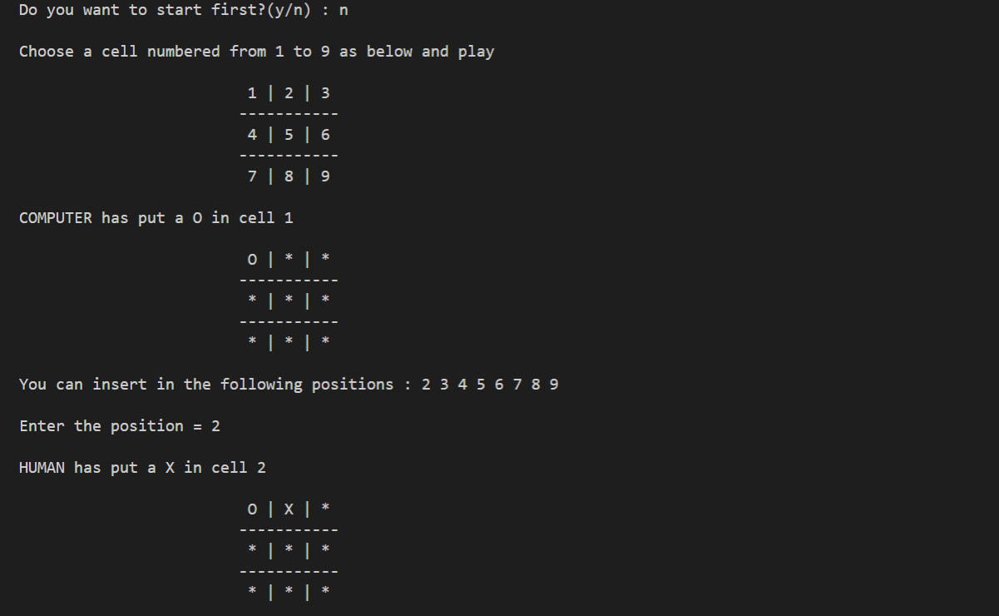 Do you want to start first?(y/n) : n
Choose a cell numbered from 1 to 9 as below and play
1 | 2 | 3
-----------
4 | 5 | 6
-----------
7 | 8 | 9
COMPUTER has put a O in cell 1
O | * | *
-----------
* | * | *
-----------
* | * | *
You can insert in the following positions : 2 3 4 5 6 7 8 9
Enter the position = 2
HUMAN has put a X in cell 2
O | X | *
-----------
* | * | *
-----------
* | * | *